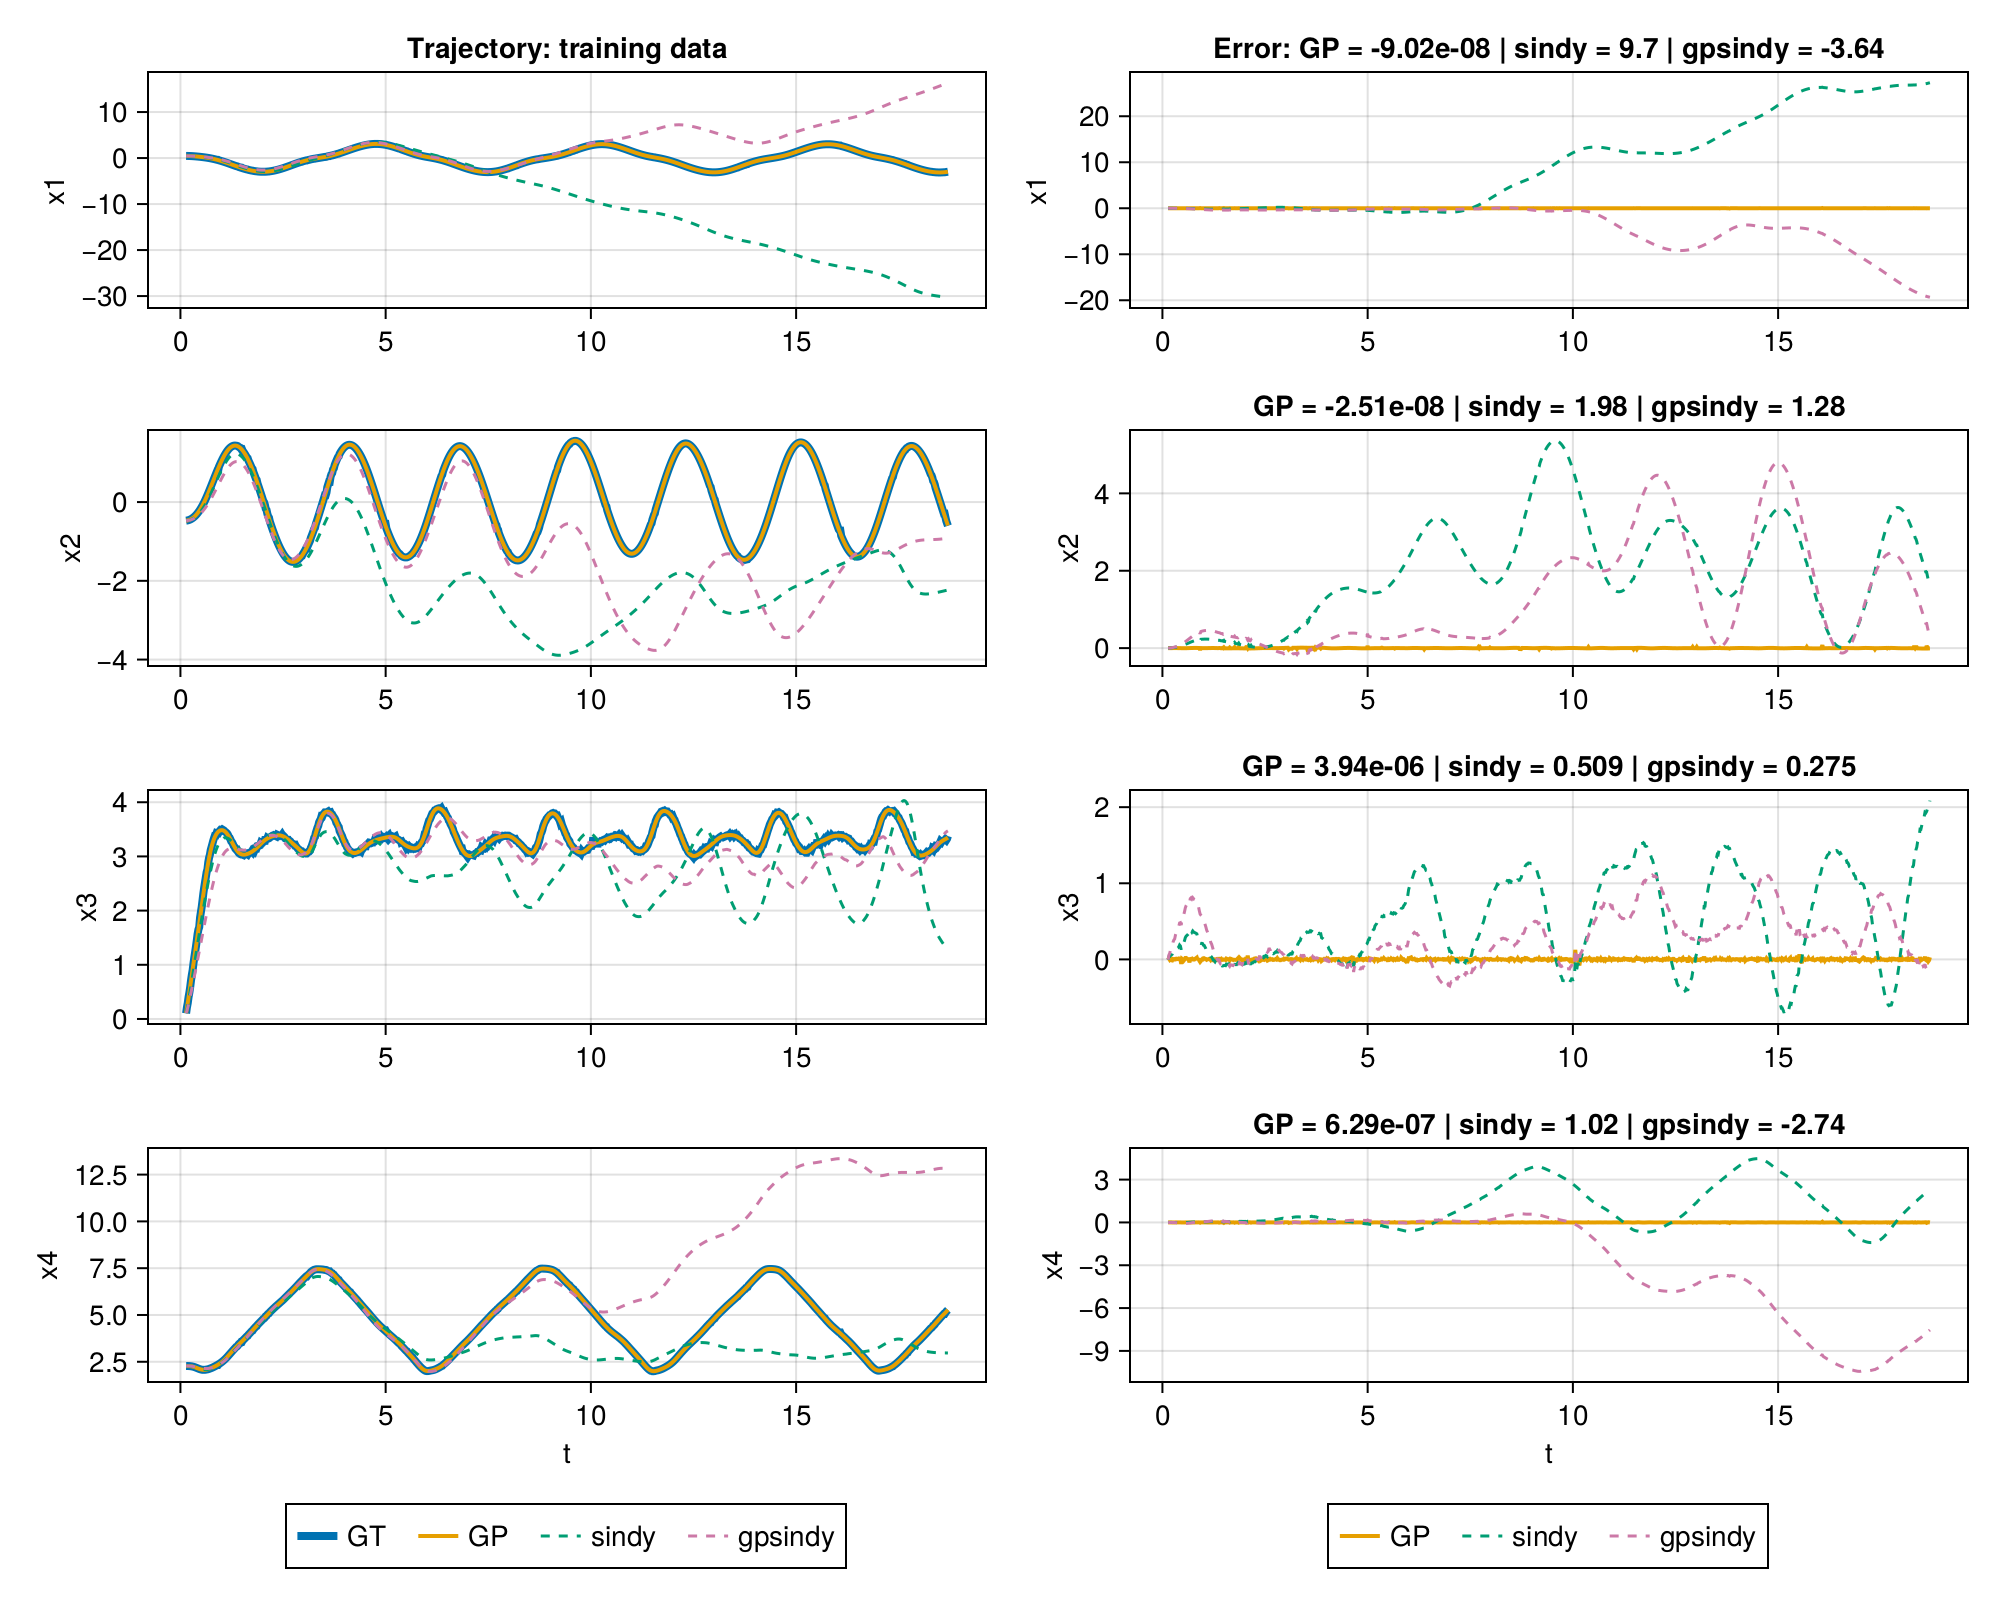 Trajectory: training data
x1
10
0
−10
−20
−30
0 5 10 15
Error: GP = -9.02e-08 | sindy = 9.7 | gpsindy = -3.64
x1
20
10
0
−10
−20
0 5 10 15
x2
0
−2
−4
0 5 10 15
GP = -2.51e-08 | sindy = 1.98 | gpsindy = 1.28
x2
4
2
0
0 5 10 15
x3
4
3
2
1
0
0 5 10 15
GP = 3.94e-06 | sindy = 0.509 | gpsindy = 0.275
x3
2
1
0
0 5 10 15
x4
12.5
10.0
7.5
5.0
2.5
0 5 10 15
t
GP = 6.29e-07 | sindy = 1.02 | gpsindy = -2.74
x4
3
0
−3
−6
−9
0 5 10 15
t
GT GP sindy gpsindy
GP sindy gpsindy